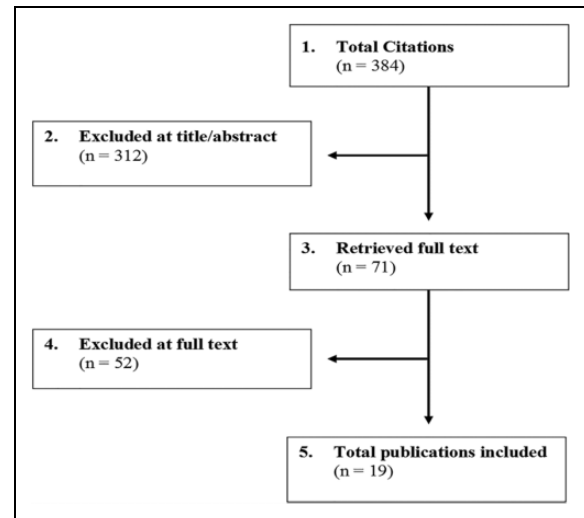 1. Total Citations
(n = 384)
2. Excluded at title/abstract
(n = 312)
3. Retrieved full text
(n = 71)
4. Excluded at full text
(n = 52)
5. Total publications included
(n = 19)